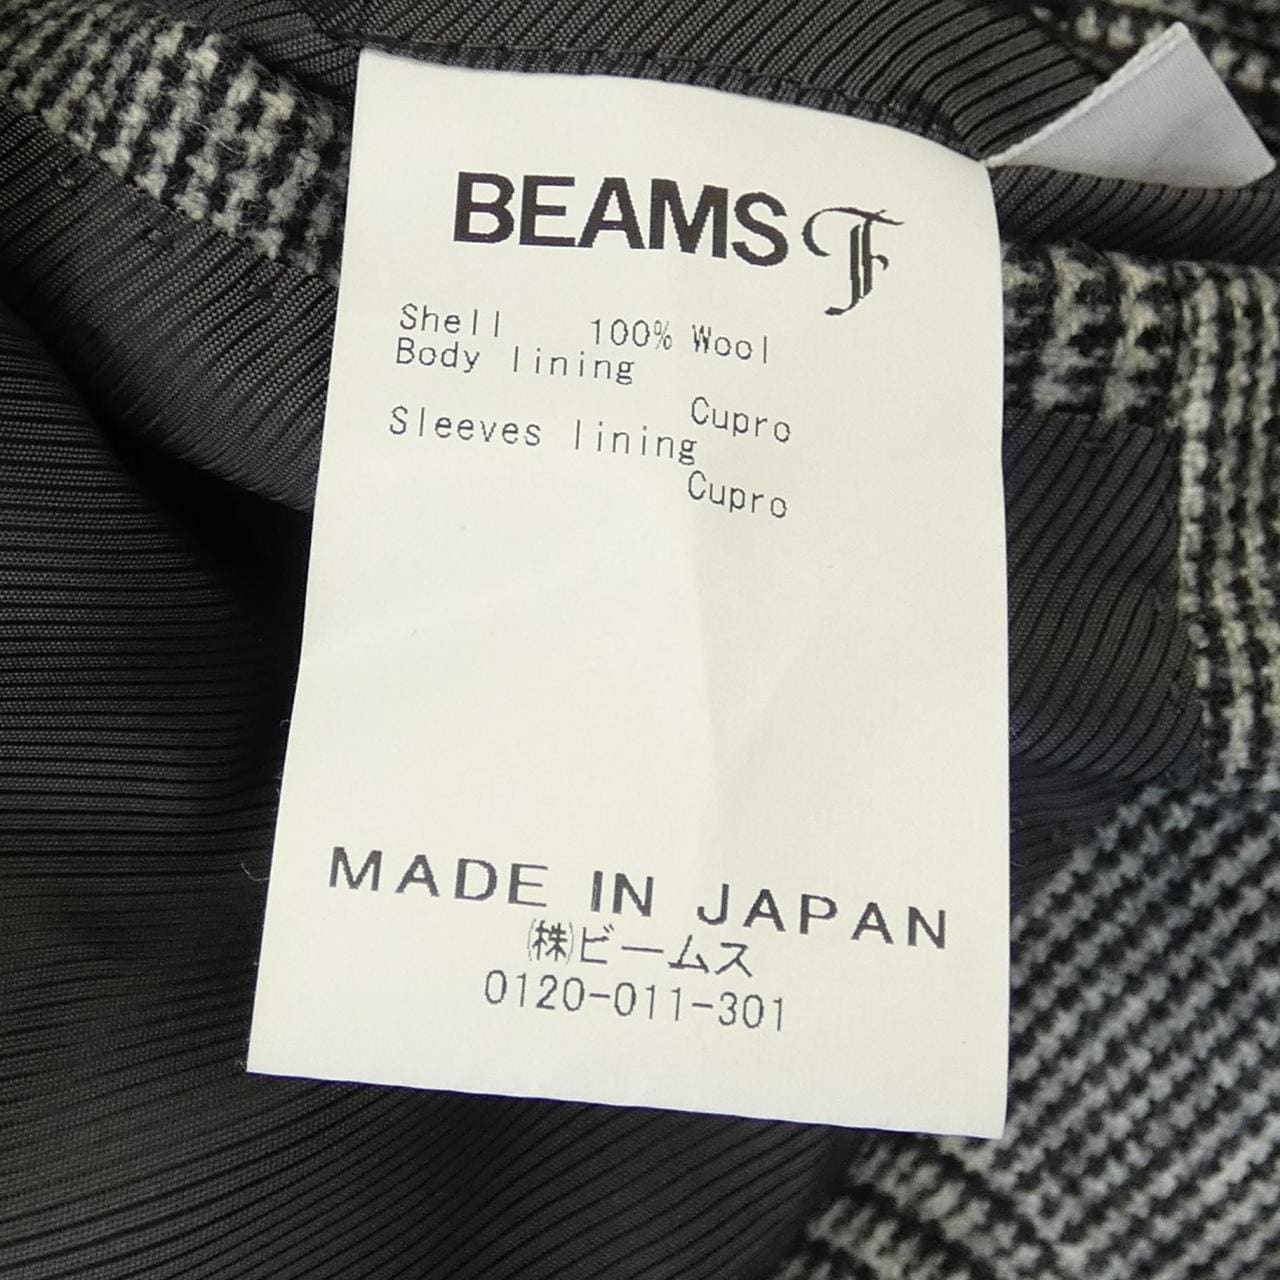 BEAMS F
Shell 100% Wool
Body lining
Cupro
Sleeves lining
Cupro
MADE IN JAPAN
㈱ビームス
0120-011-301